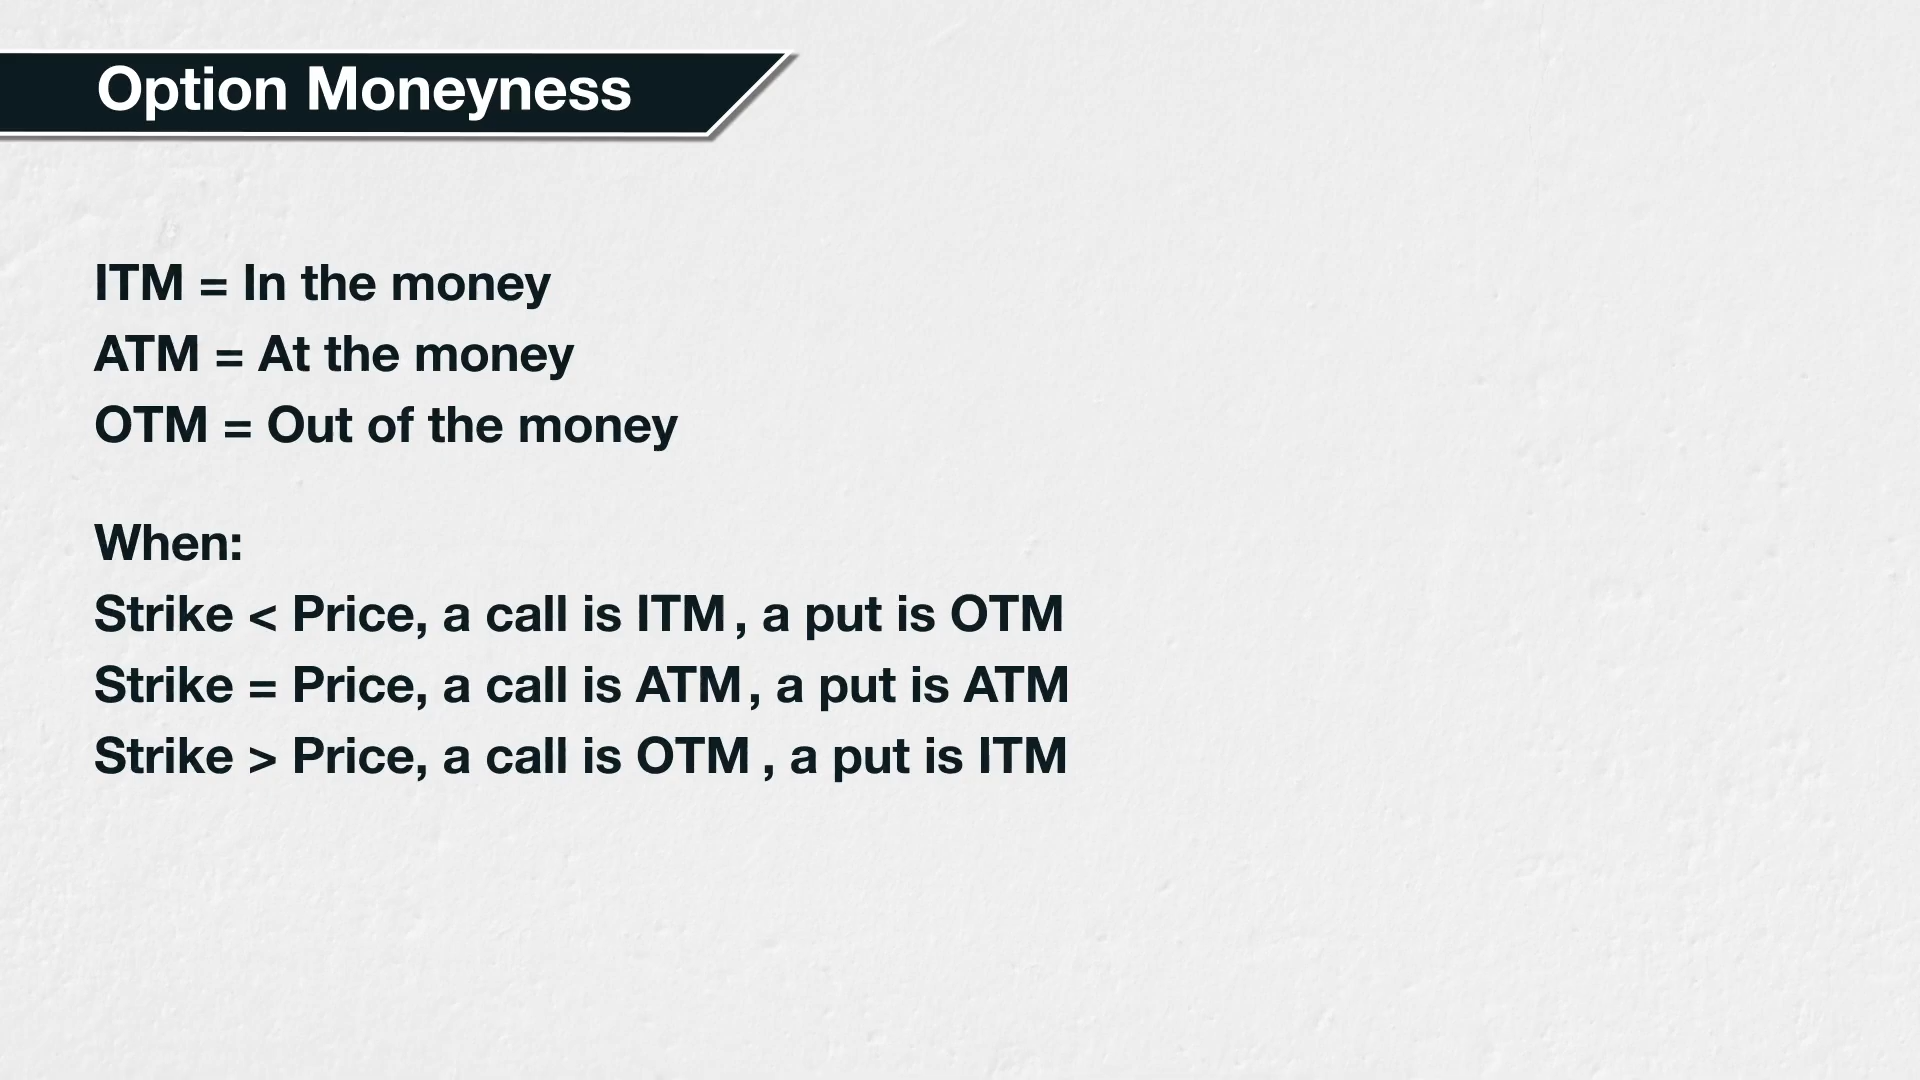 Option Moneyness
ITM = In the money
ATM = At the money
OTM = Out of the money
When:
Strike < Price, a call is ITM, a put is OTM
Strike = Price, a call is ATM, a put is ATM
Strike > Price, a call is OTM, a put is ITM